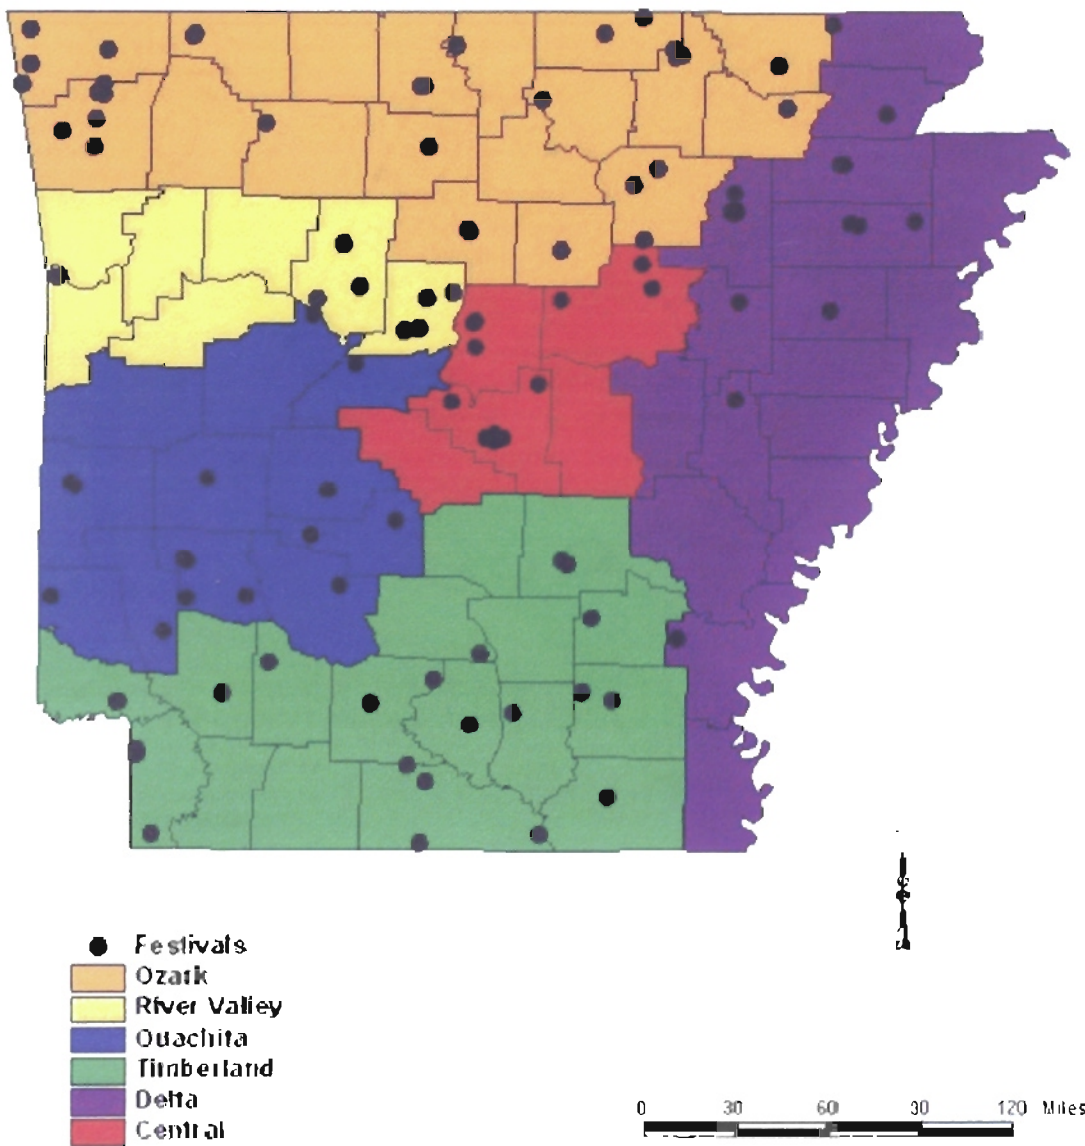 Festivals
Ozark
River Valley
Ouachita
Timberland
Delta
Central
0 30 60 90 120 Miles